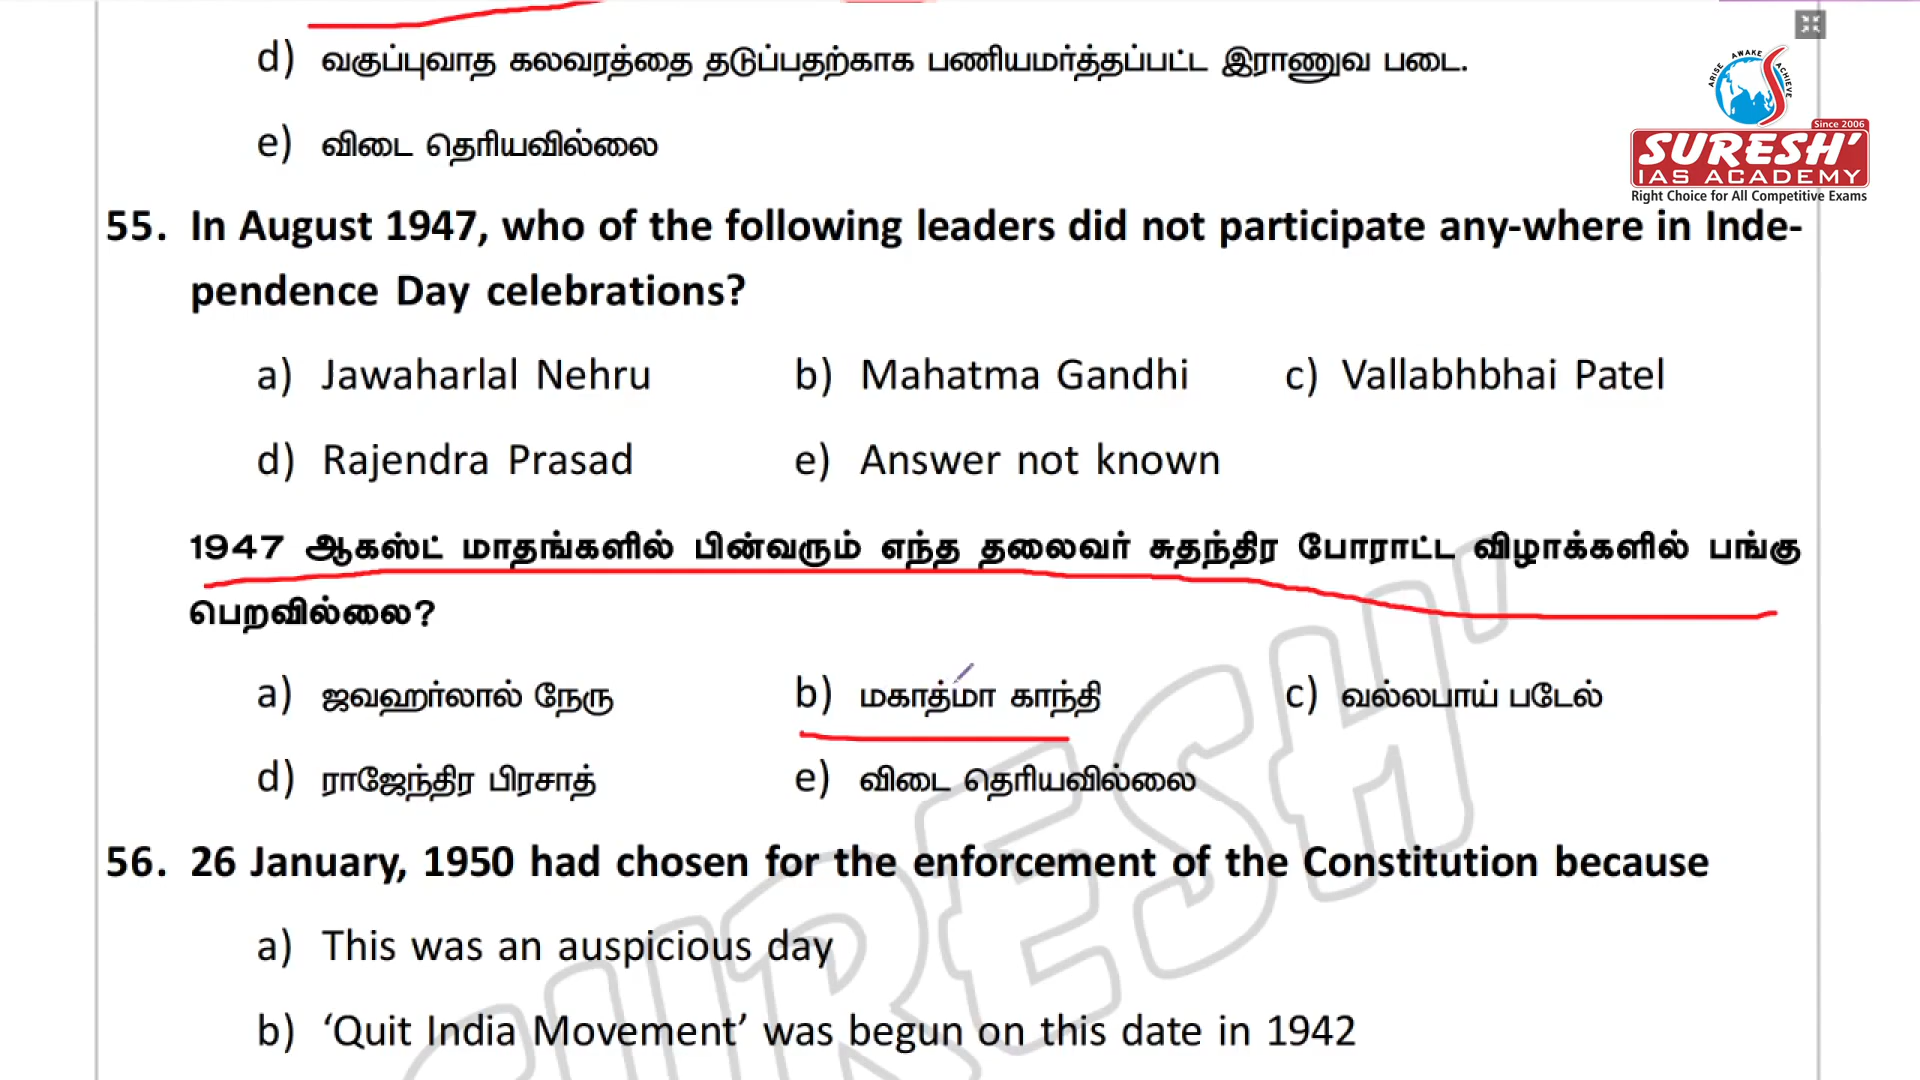 d) வகுப்புவாத கலவரத்தை தடுப்பதற்காக பணியமர்த்தப்பட்ட இராணுவ படை.
e) விடை தெரியவில்லை
ARISE AWAKE ACHIEVE
Since 2006
SURESH'
IAS ACADEMY
Right Choice for All Competitive Exams
55. In August 1947, who of the following leaders did not participate any-where in Inde-
pendence Day celebrations?
a) Jawaharlal Nehru b) Mahatma Gandhi c) Vallabhbhai Patel
d) Rajendra Prasad e) Answer not known
1947 ஆகஸ்ட் மாதங்களில் பின்வரும் எந்த தலைவர் சுதந்திர போராட்ட விழாக்களில் பங்கு
பெறவில்லை?
a) ஜவஹர்லால் நேரு b) மகாத்மா காந்தி c) வல்லபாய் படேல்
d) ராஜேந்திர பிரசாத் e) விடை தெரியவில்லை
56. 26 January, 1950 had chosen for the enforcement of the Constitution because
a) This was an auspicious day
b) ‘Quit India Movement’ was begun on this date in 1942
SURESH'